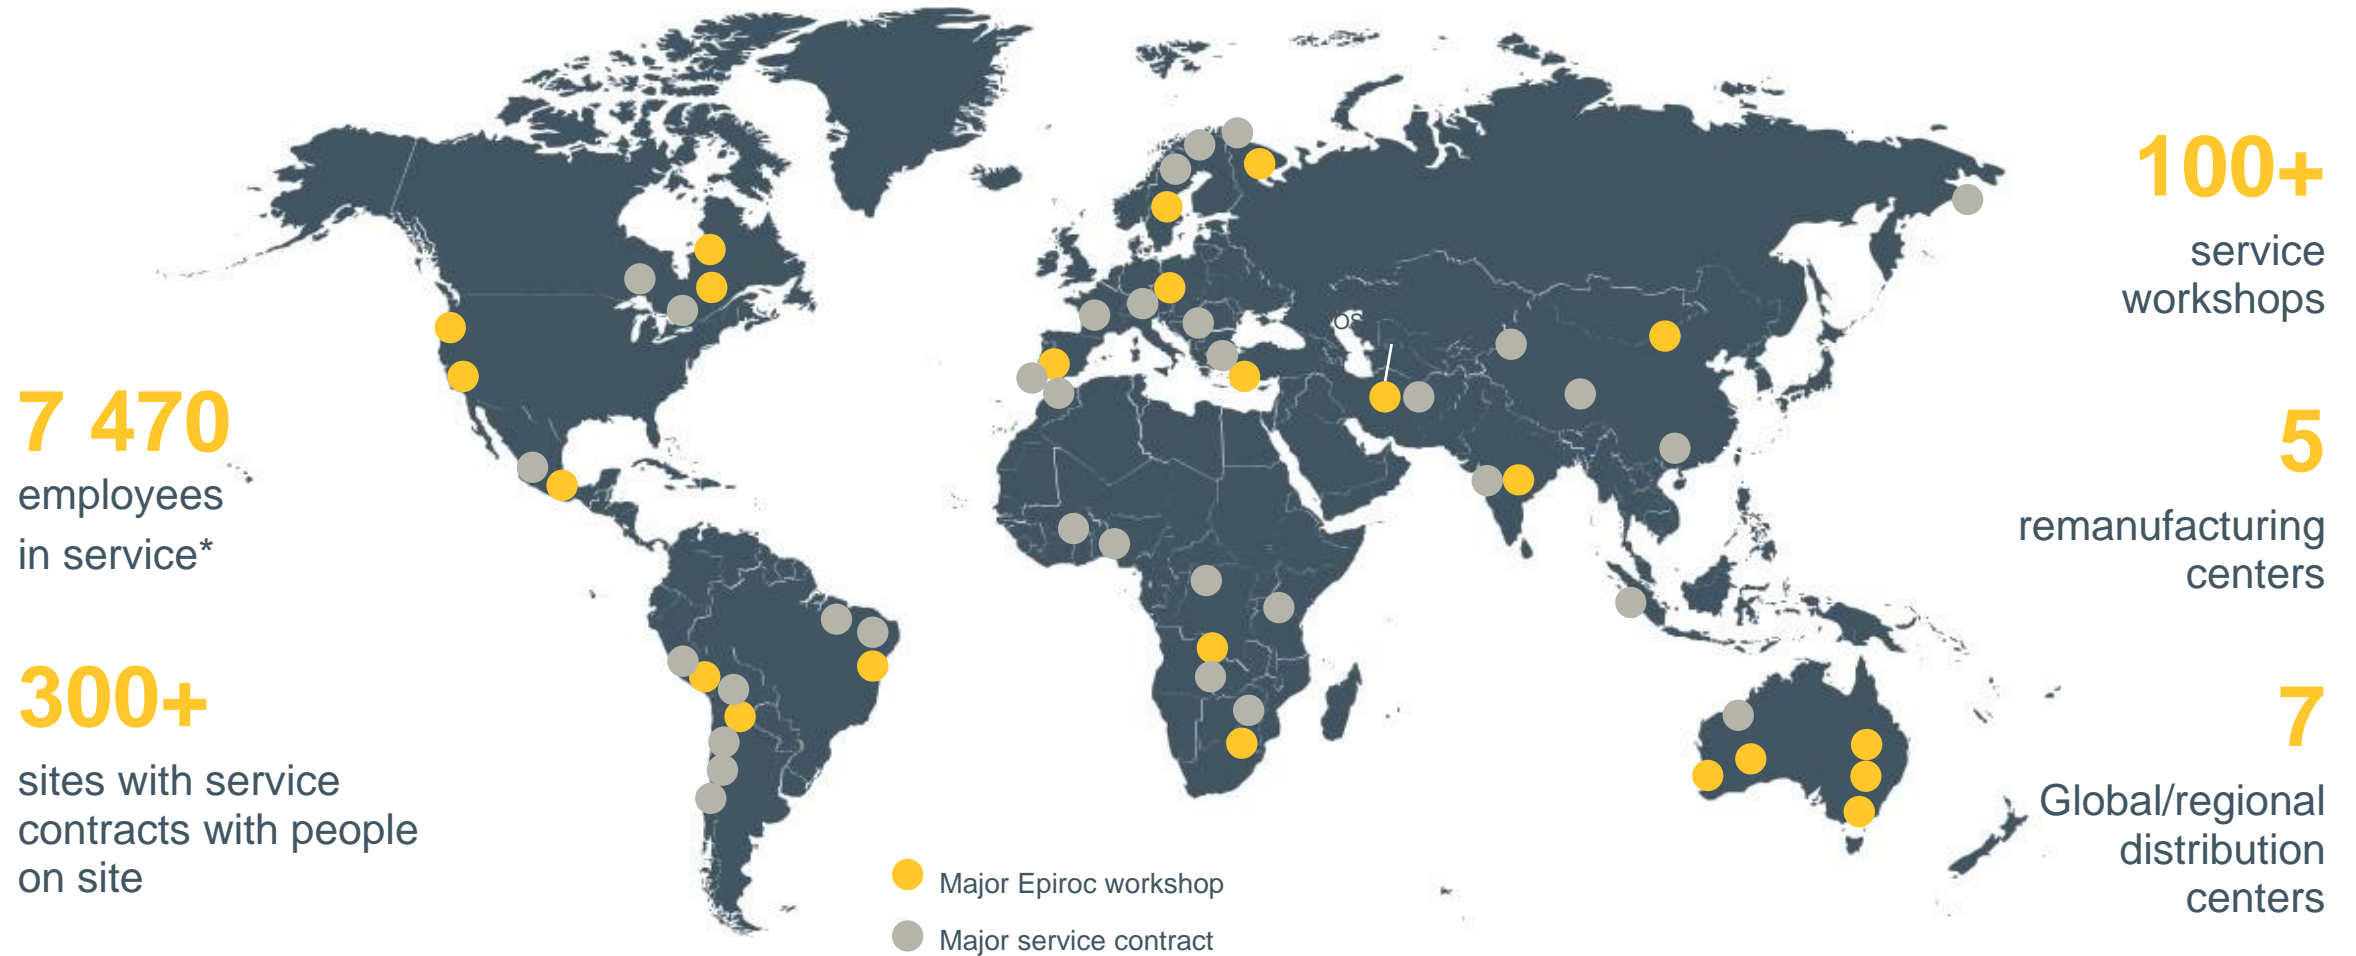 7 470
employees
in service*
300+
sites with service
contracts with people
on site
os
Major Epiroc workshop
Major service contract
100+
service
workshops
5
remanufacturing
centers
7
Global/regional
distribution
centers